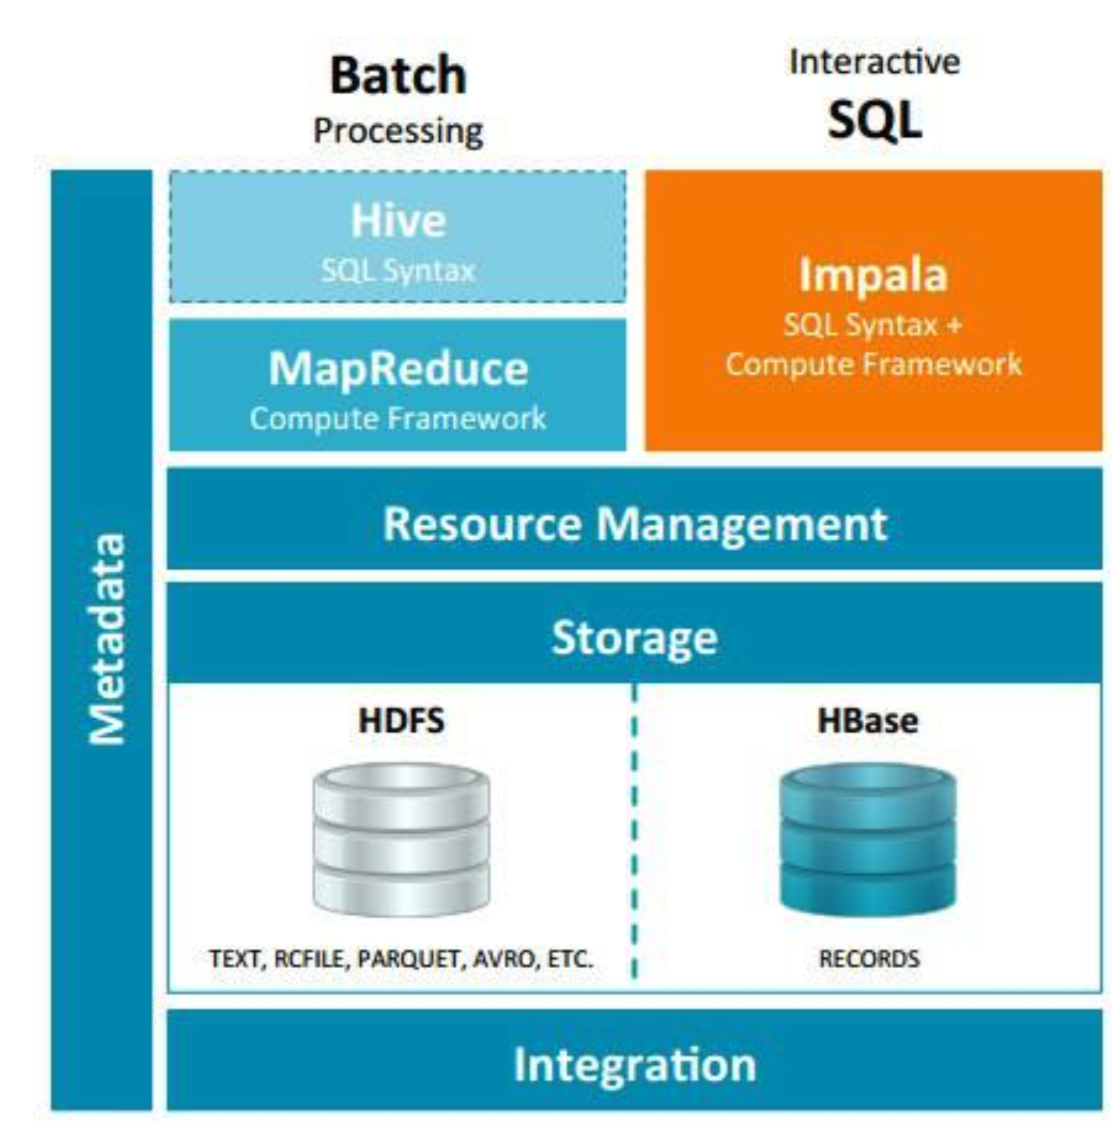 Batch
Processing
Interactive
SQL
Metadata
Hive
SQL Syntax
MapReduce
Compute Framework
Impala
SQL Syntax +
Compute Framework
Resource Management
Storage
HDFS
TEXT, RCFILE, PARQUET, AVRO, ETC.
HBase
RECORDS
Integration